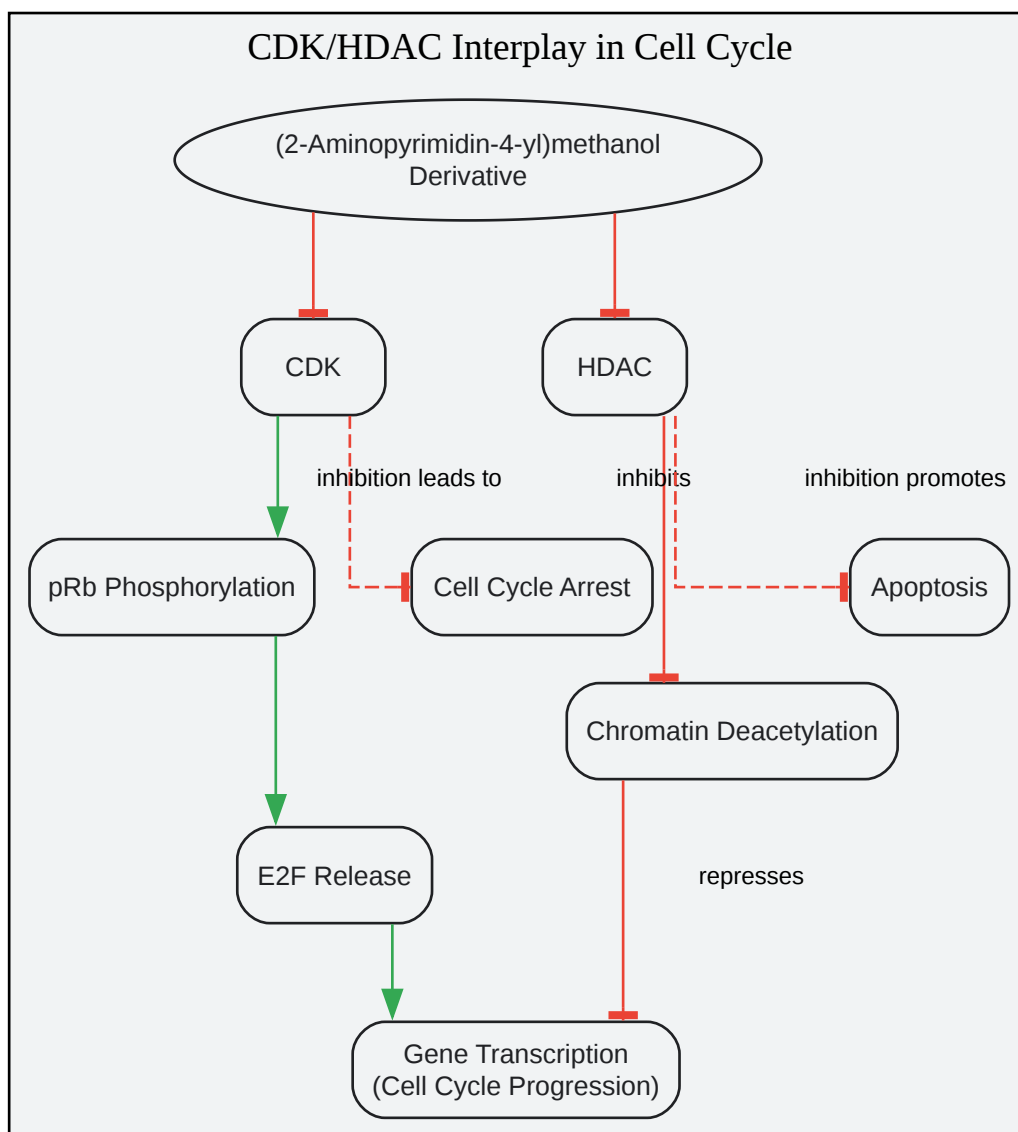 CDK/HDAC Interplay in Cell Cycle
(2-Aminopyrimidin-4-yl)methanol
Derivative
CDK
HDAC
inhibition leads to
inhibits
inhibition promotes
pRb Phosphorylation
Cell Cycle Arrest
Apoptosis
Chromatin Deacetylation
E2F Release
represses
Gene Transcription
(Cell Cycle Progression)